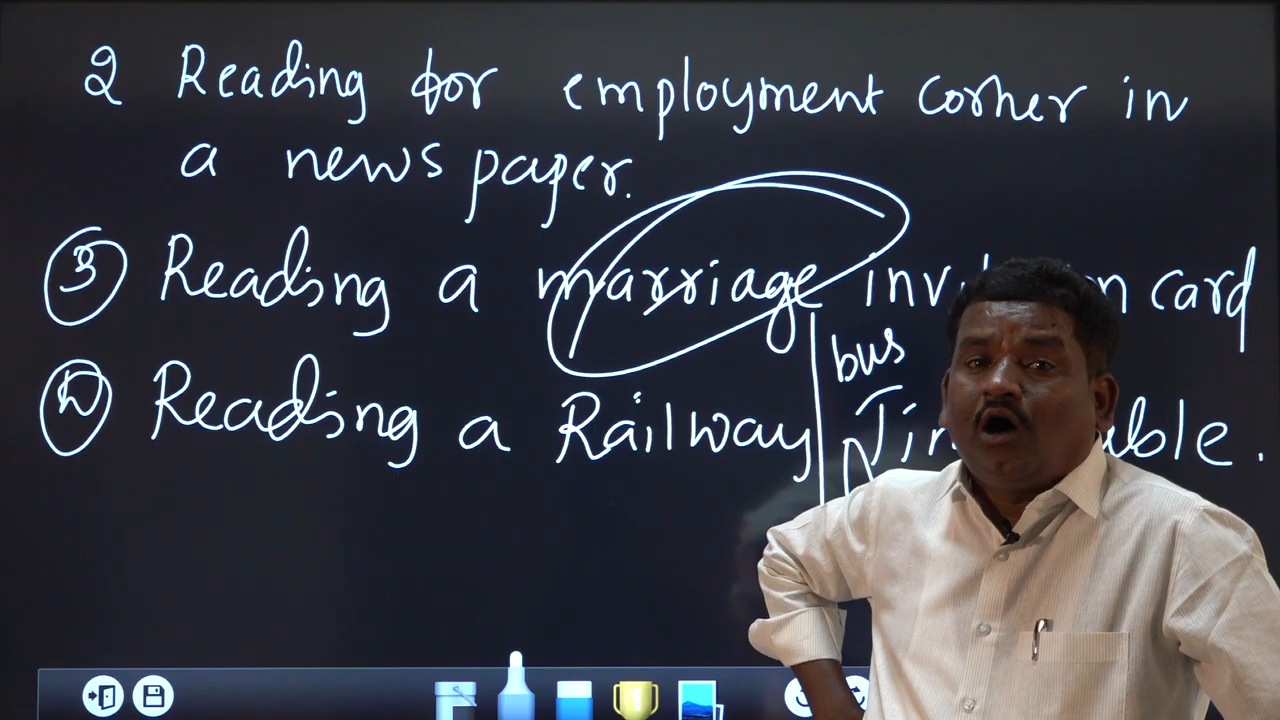 2 Reading for employment corner in
a news paper.
3 Reading a marriage card
bus
4 Reading a Railway